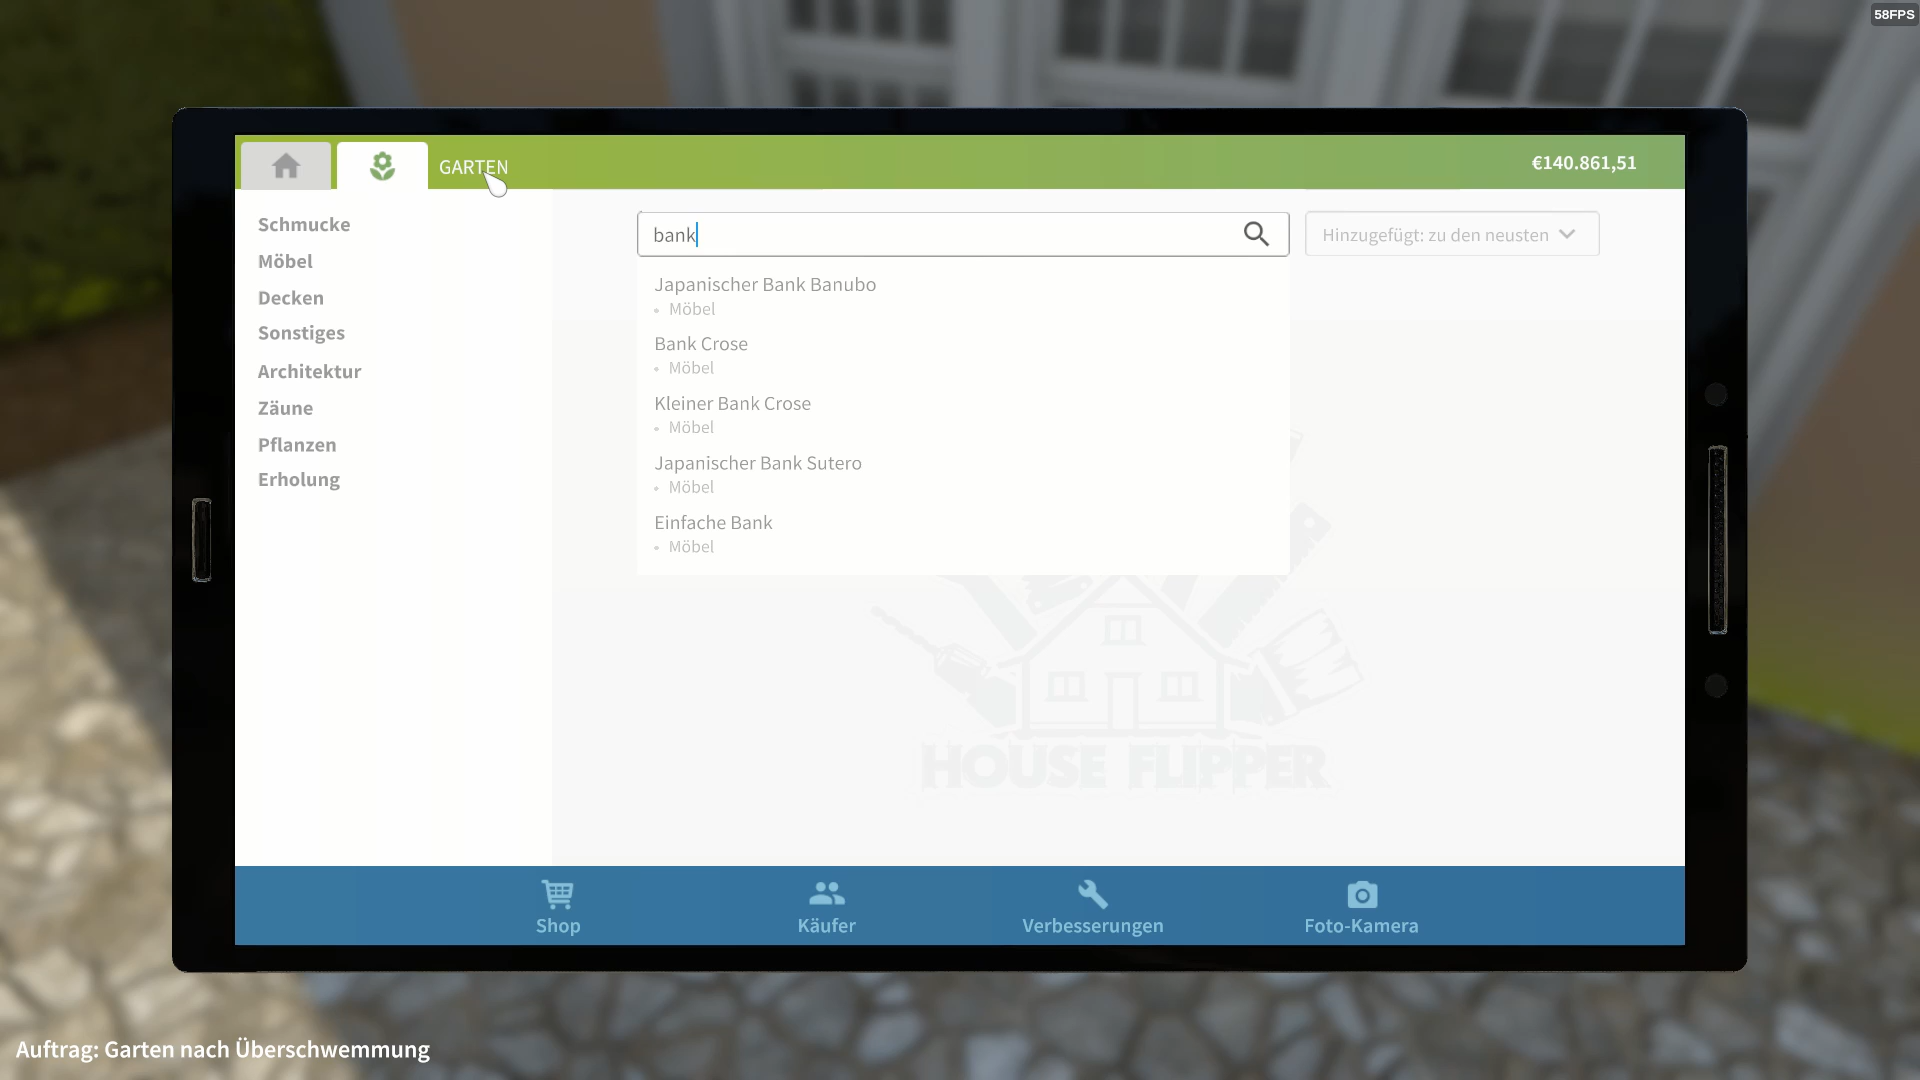 58FPS
GARTEN
€140.861,51
Schmucke
Möbel
Decken
Sonstiges
Architektur
Zäune
Pflanzen
Erholung
bank
Hinzugefügt: zu den neusten
Japanischer Bank Banubo
• Möbel
Bank Crose
• Möbel
Kleiner Bank Crose
• Möbel
Japanischer Bank Sutero
• Möbel
Einfache Bank
• Möbel
HOUSE FLIPPER
Shop
Käufer
Verbesserungen
Foto-Kamera
Auftrag: Garten nach Überschwemmung